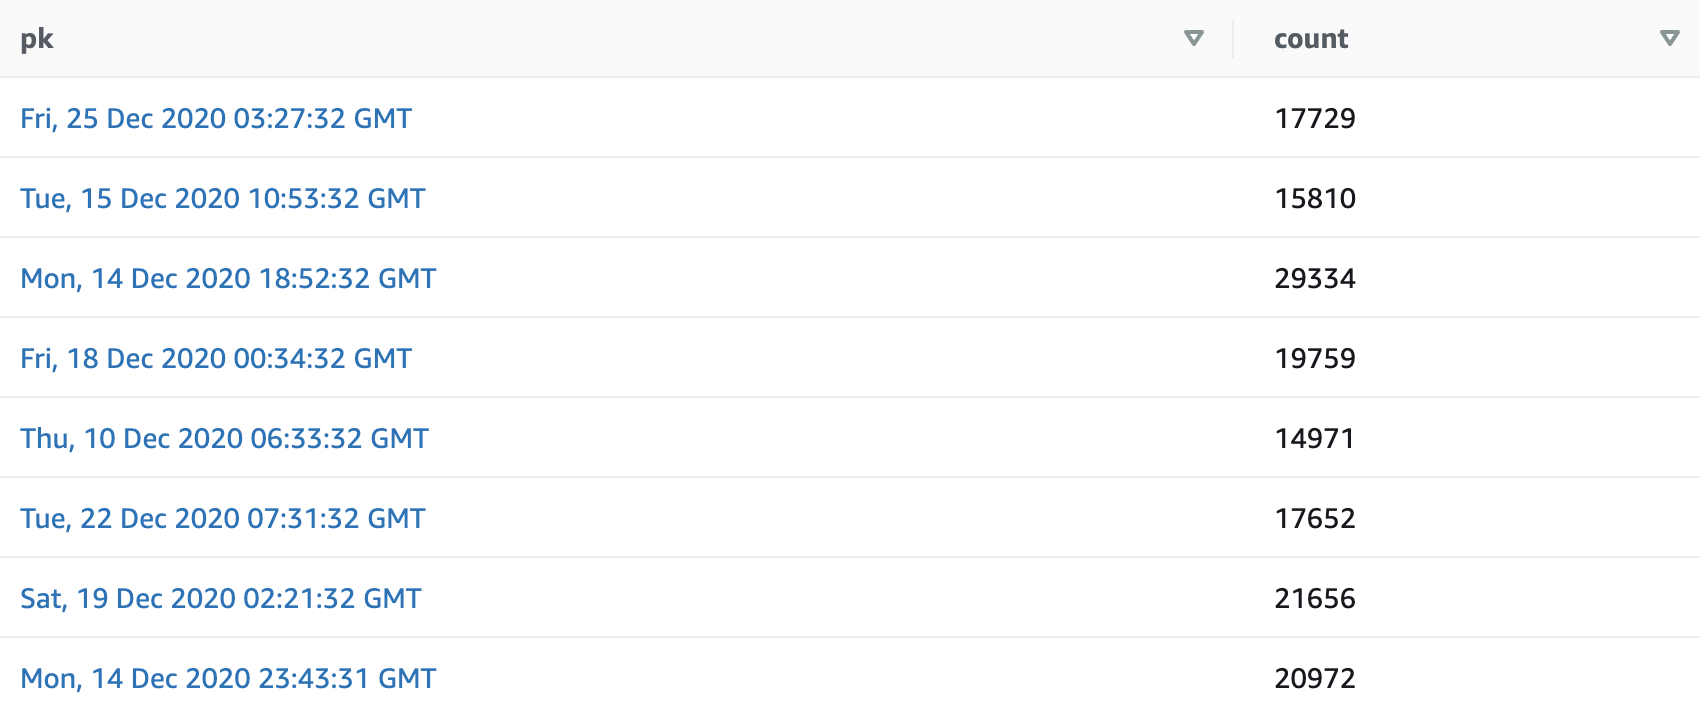 pk count
Fri, 25 Dec 2020 03:27:32 GMT 17729
Tue, 15 Dec 2020 10:53:32 GMT 15810
Mon, 14 Dec 2020 18:52:32 GMT 29334
Fri, 18 Dec 2020 00:34:32 GMT 19759
Thu, 10 Dec 2020 06:33:32 GMT 14971
Tue, 22 Dec 2020 07:31:32 GMT 17652
Sat, 19 Dec 2020 02:21:32 GMT 21656
Mon, 14 Dec 2020 23:43:31 GMT 20972